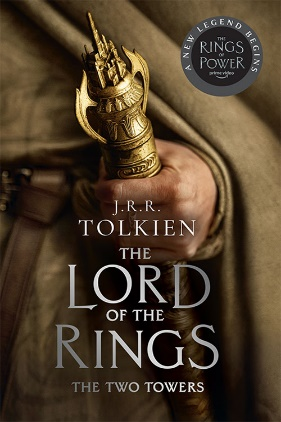 A NEW LEGEND BEGINS
THE
RINGS
OF
POWER
prime video
J.R.R.
TOLKIEN
THE
LORD
OF THE
RINGS
THE TWO TOWERS